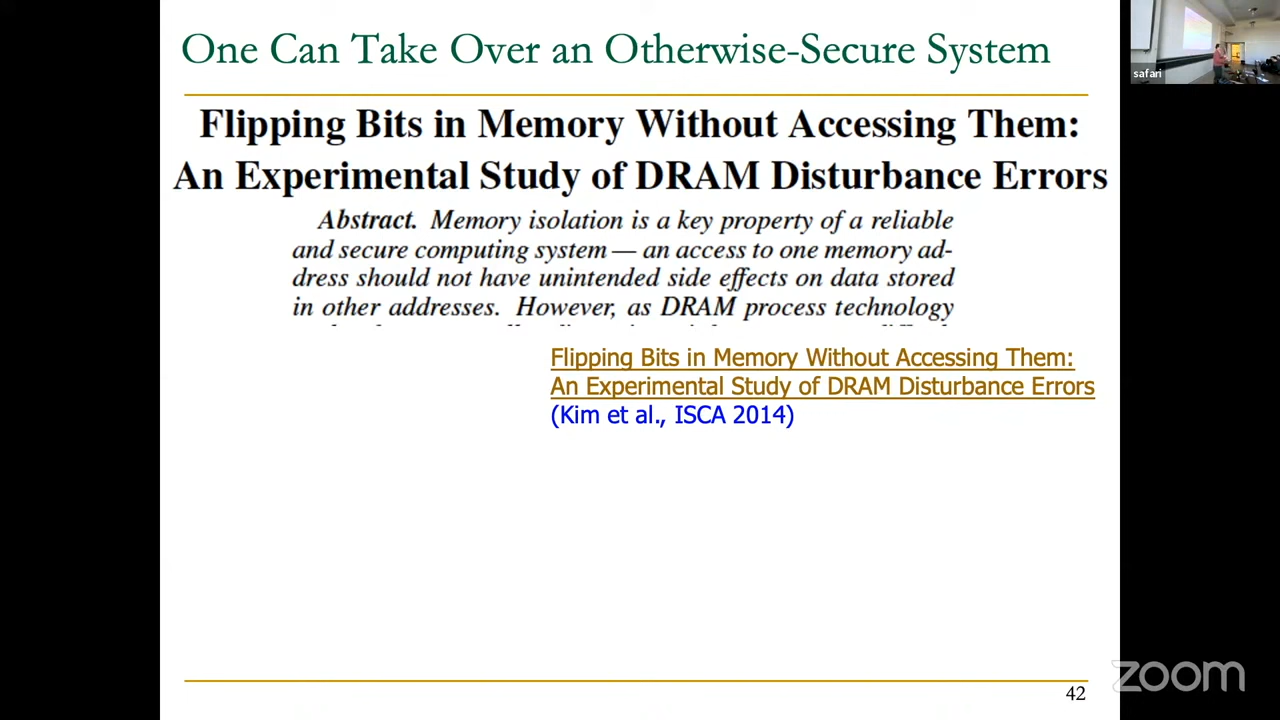 One Can Take Over an Otherwise-Secure System
safari
Flipping Bits in Memory Without Accessing Them:
An Experimental Study of DRAM Disturbance Errors
Abstract. Memory isolation is a key property of a reliable
and secure computing system — an access to one memory ad-
dress should not have unintended side effects on data stored
in other addresses. However, as DRAM process technology
Flipping Bits in Memory Without Accessing Them:
An Experimental Study of DRAM Disturbance Errors
(Kim et al., ISCA 2014)
42
zoom